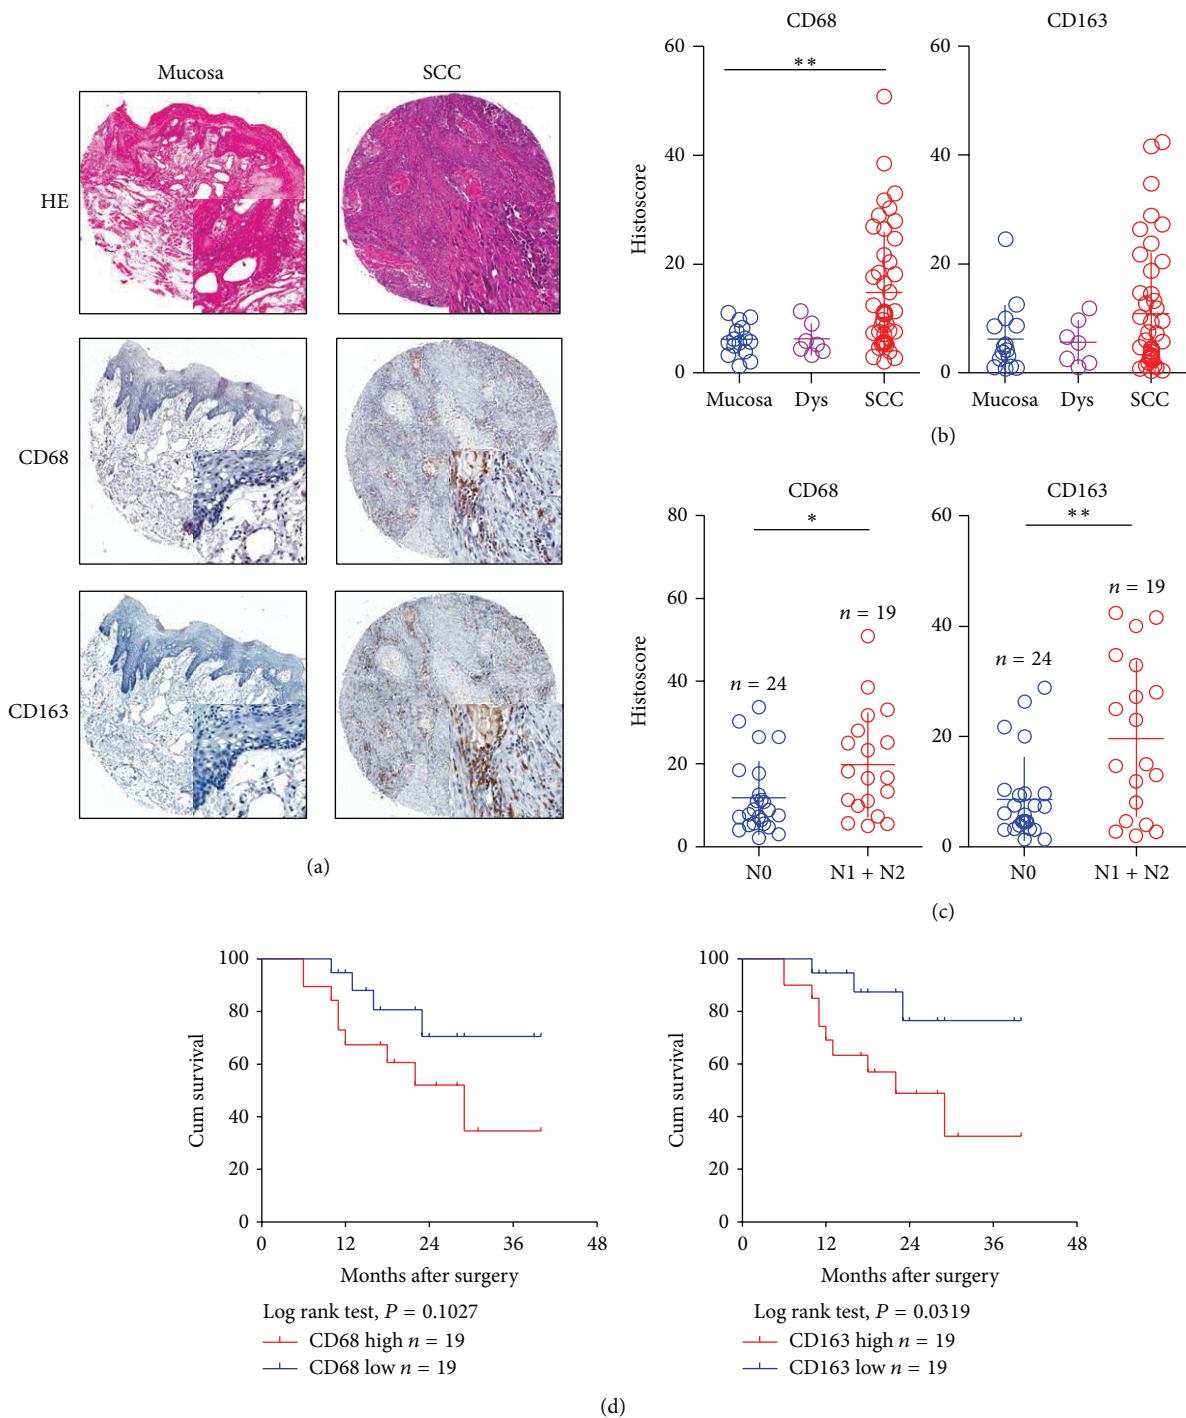 Mucosa SCC
HE
CD68
CD163
(a)
CD68 CD163
60 60
** 
40 40
Histoscore
20 20
0 0
Mucosa Dys SCC Mucosa Dys SCC
(b)
CD68 CD163
80 60
* **
n = 19 n = 19
60
n = 24 n = 24
40 40
Histoscore
20 20
0 0
N0 N1 + N2 N0 N1 + N2
(c)
100 100
80 80
60 60
Cum survival Cum survival
40 40
20 20
0 0
0 12 24 36 48 0 12 24 36 48
Months after surgery Months after surgery
Log rank test, P = 0.1027 Log rank test, P = 0.0319
CD68 high n = 19 CD163 high n = 19
CD68 low n = 19 CD163 low n = 19
(d)